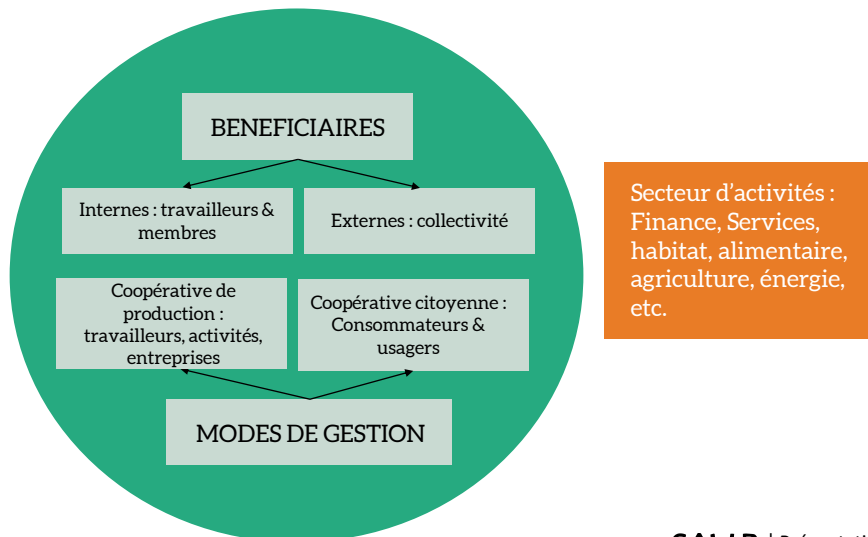 BENEFICIAIRES
Internes : travailleurs &
membres
Externes : collectivité
Secteur d'activités :
Finance, Services,
habitat, alimentaire,
agriculture, énergie,
etc.
Coopérative de
production :
travailleurs, activités,
entreprises
Coopérative citoyenne :
Consommateurs &
usagers
MODES DE GESTION